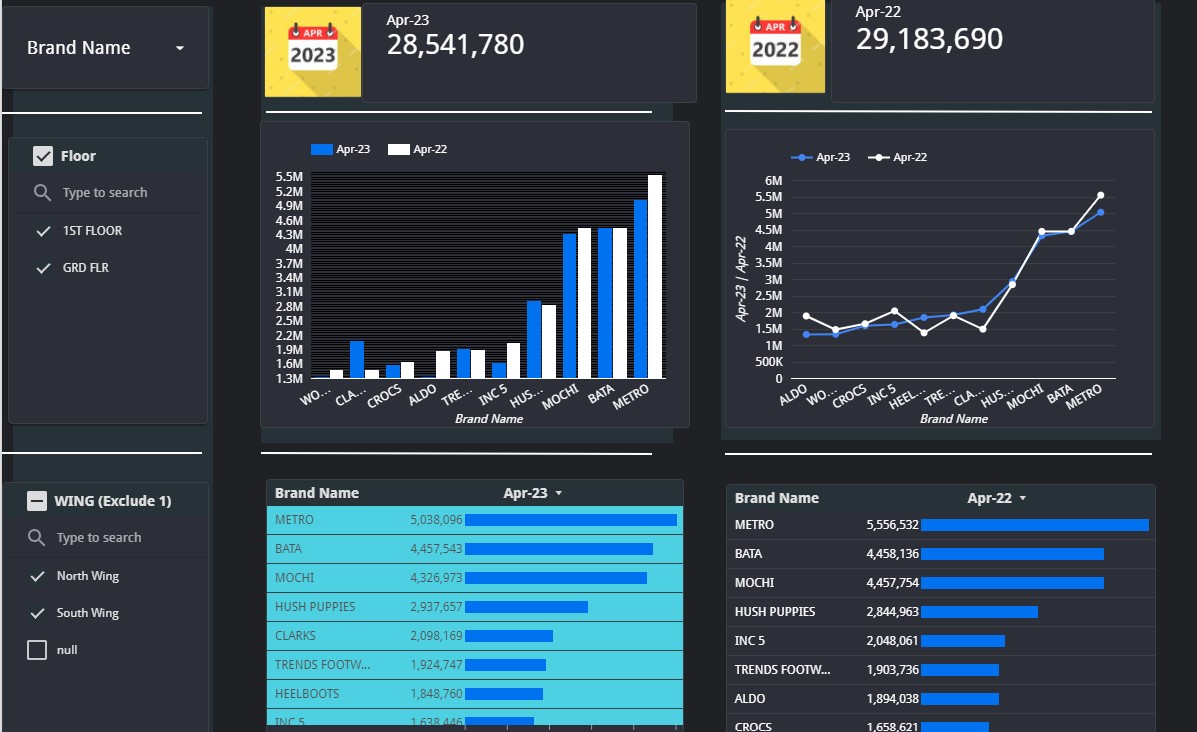 Brand Name
APR
2023
Apr-23
28,541,780
APR
2022
Apr-22
29,183,690
Floor
Type to search
1ST FLOOR
GRD FLR
Apr-23 Apr-22
5.5M
5.2M
4.9M
4.6M
4.3M
4M
3.7M
3.4M
3.1M
2.8M
2.5M
2.2M
1.9M
1.6M
1.3M
WO... CLA... CROCS ALDO TRE... INC 5 HUS... MOCHI BATA METRO
Brand Name
Apr-23 Apr-22
Apr-23 | Apr-22
6M
5.5M
5M
4.5M
4M
3.5M
3M
2.5M
2M
1.5M
1M
500K
0
ALDO WO... CROCS INC 5 HEEL... TRE... CLA... HUS... MOCHI BATA METRO
Brand Name
WING (Exclude 1)
Type to search
North Wing
South Wing
null
Brand Name Apr-23
METRO 5,038,096
BATA 4,457,543
MOCHI 4,326,973
HUSH PUPPIES 2,937,657
CLARKS 2,098,169
TRENDS FOOTW... 1,924,747
HEELBOOTS 1,848,760
INC 5 1,638,446
Brand Name Apr-22
METRO 5,556,532
BATA 4,458,136
MOCHI 4,457,754
HUSH PUPPIES 2,844,963
INC 5 2,048,061
TRENDS FOOTW... 1,903,736
ALDO 1,894,038
CROCS 1,658,621